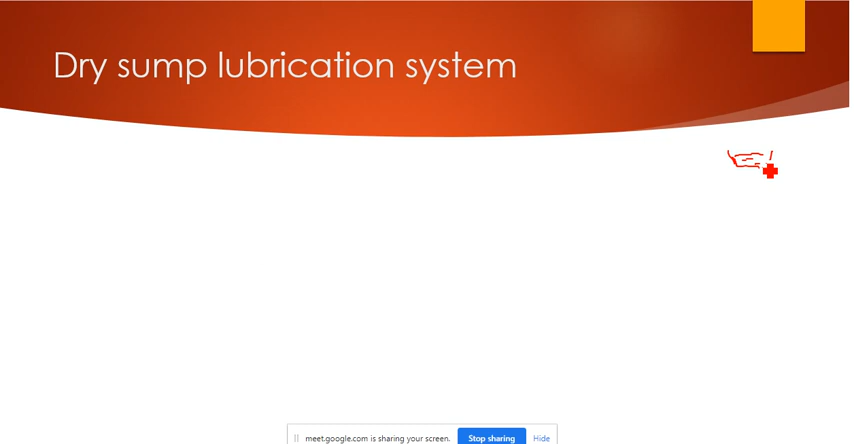 Dry sump lubrication system
meet.google.com is sharing your screen. Stop sharing Hide